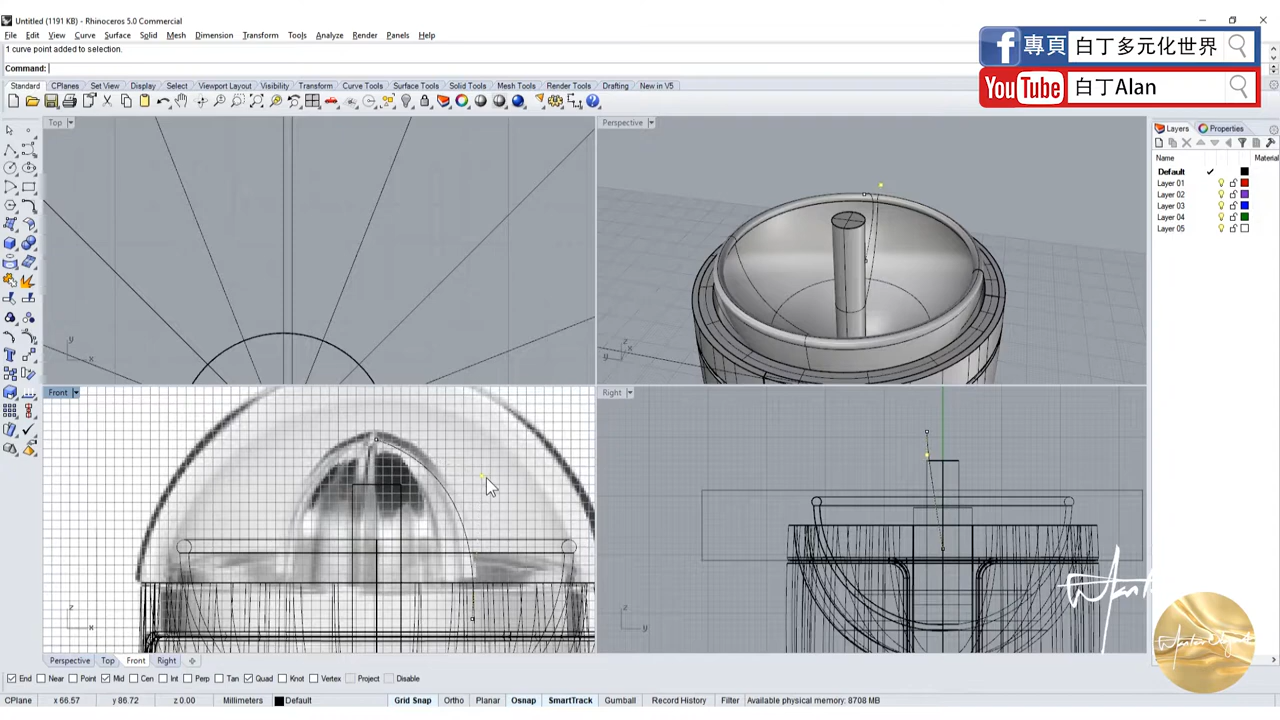 Untitled (1191 KB) - Rhinoceros 5.0 Commercial
File Edit View Curve Surface Solid Mesh Dimension Transform Tools Analyze Render Panels Help
1 curve point added to selection.
Command:
專頁 白丁多元化世界
YouTube 白丁Alan
Standard CPlanes Set View Display Select Viewport Layout Visibility Transform Curve Tools Surface Tools Solid Tools Mesh Tools Render Tools Drafting New in V5
Top
Perspective
Layers Properties
Name Material
Default
Layer 01
Layer 02
Layer 03
Layer 04
Layer 05
y x
z x y
Front
Right
z x
z y
Perspective Top Front Right
End Near Point Mid Cen Int Perp Tan Quad Knot Vertex Project Disable
CPlane x 66.57 y 86.72 z 0.00 Millimeters Default Grid Snap Ortho Planar Osnap SmartTrack Gumball Record History Filter Available physical memory: 8708 MB